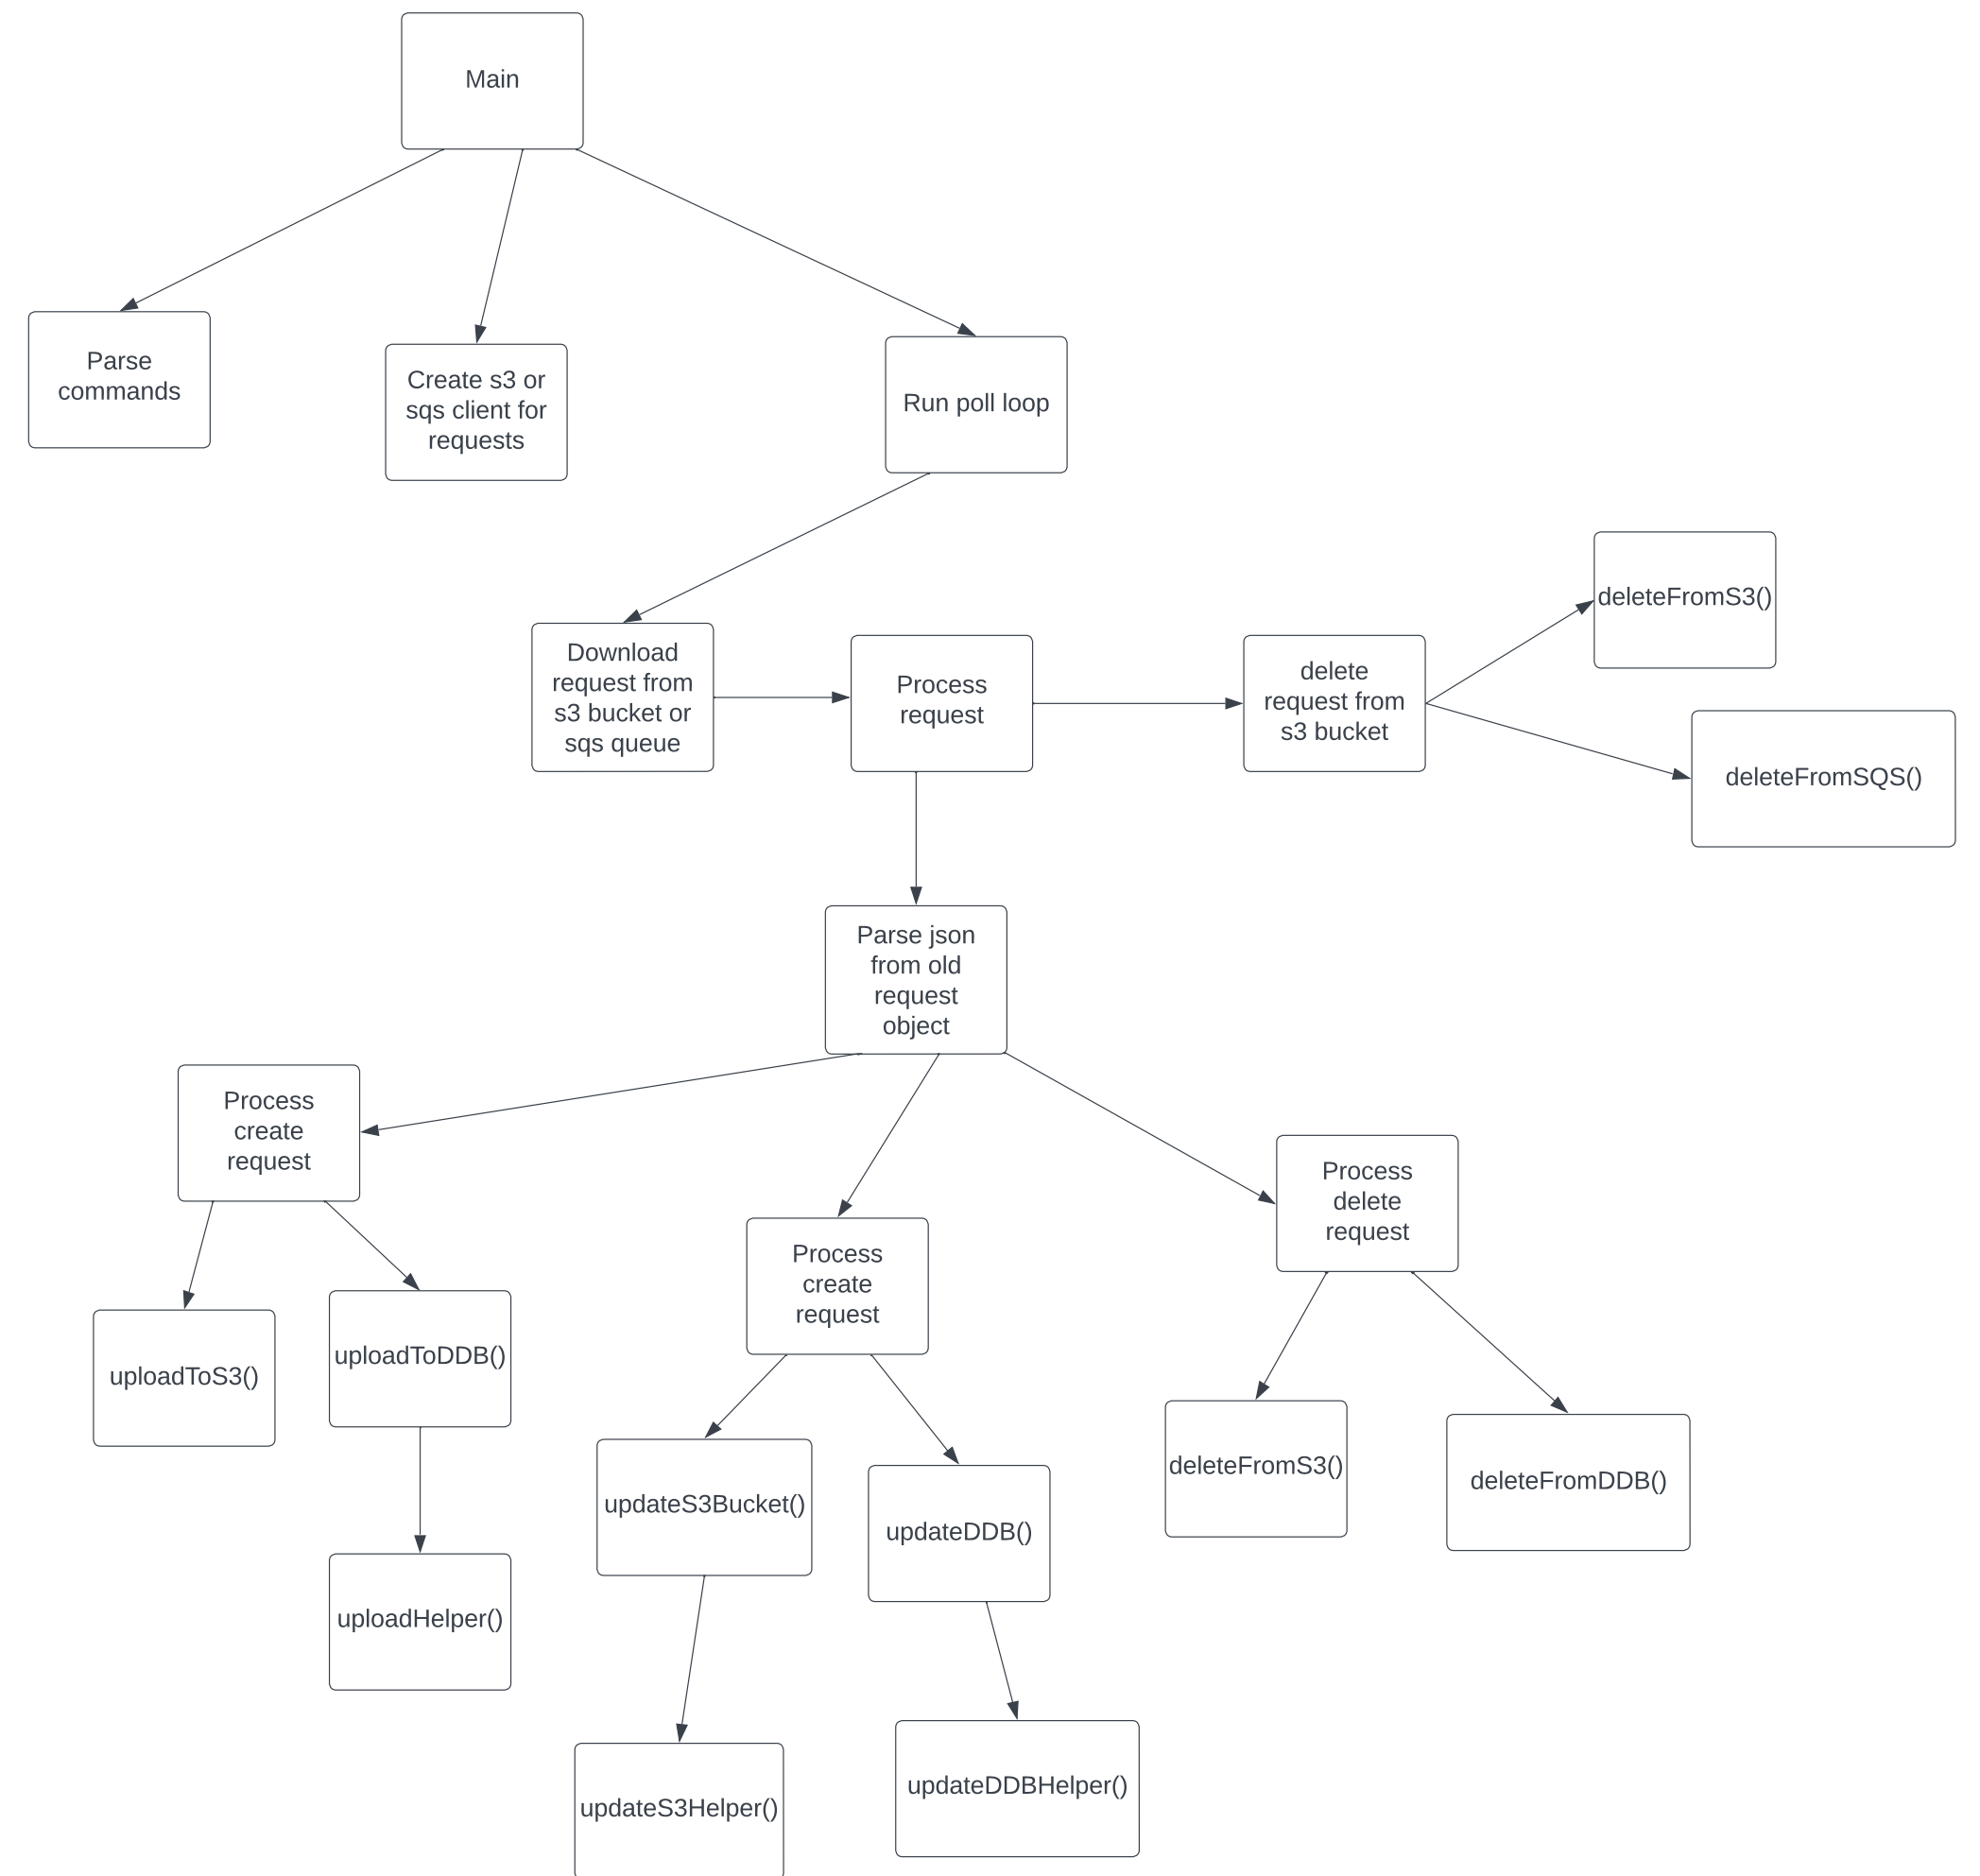 Main
Parse
commands
Create s3 or
sqs client for
requests
Run poll loop
deleteFromS3()
Download
request from
s3 bucket or
sqs queue
Process
request
delete
request from
s3 bucket
deleteFromSQS()
Parse json
from old
request
object
Process
create
request
Process
delete
request
Process
create
request
uploadToS3()
uploadToDDB()
deleteFromS3()
deleteFromDDB()
updateS3Bucket()
updateDDB()
uploadHelper()
updateS3Helper()
updateDDBHelper()